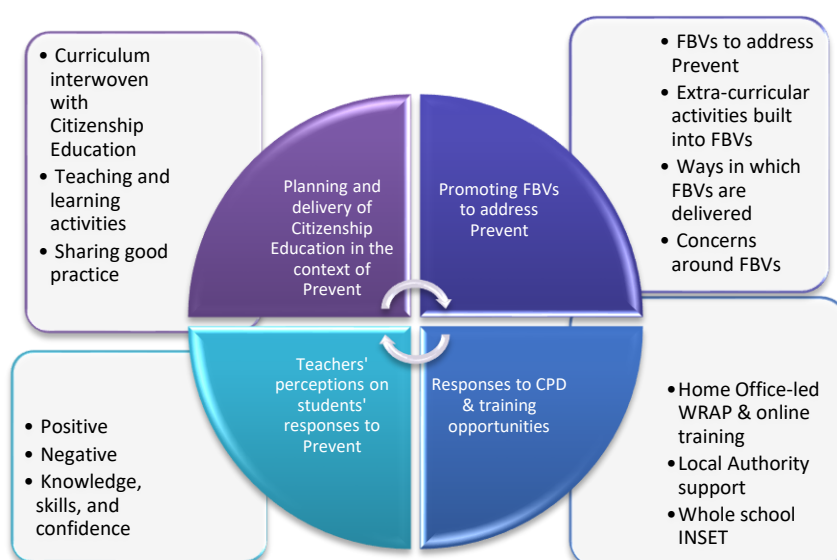 • Curriculum
interwoven
with
Citizenship
Education
• Teaching and
learning
activities
• Sharing good
practice
Planning and
delivery of
Citizenship
Education in the
context of
Prevent
Promoting FBVs
to address
Prevent
• FBVs to address
Prevent
• Extra-curricular
activities built
into FBVs
• Ways in which
FBVs are
delivered
• Concerns
around FBVs
• Positive
• Negative
• Knowledge,
skills, and
confidence
Teachers'
perceptions on
students'
responses to
Prevent
Responses to CPD
& training
opportunities
•Home Office-led
WRAP & online
training
•Local Authority
support
•Whole school
INSET